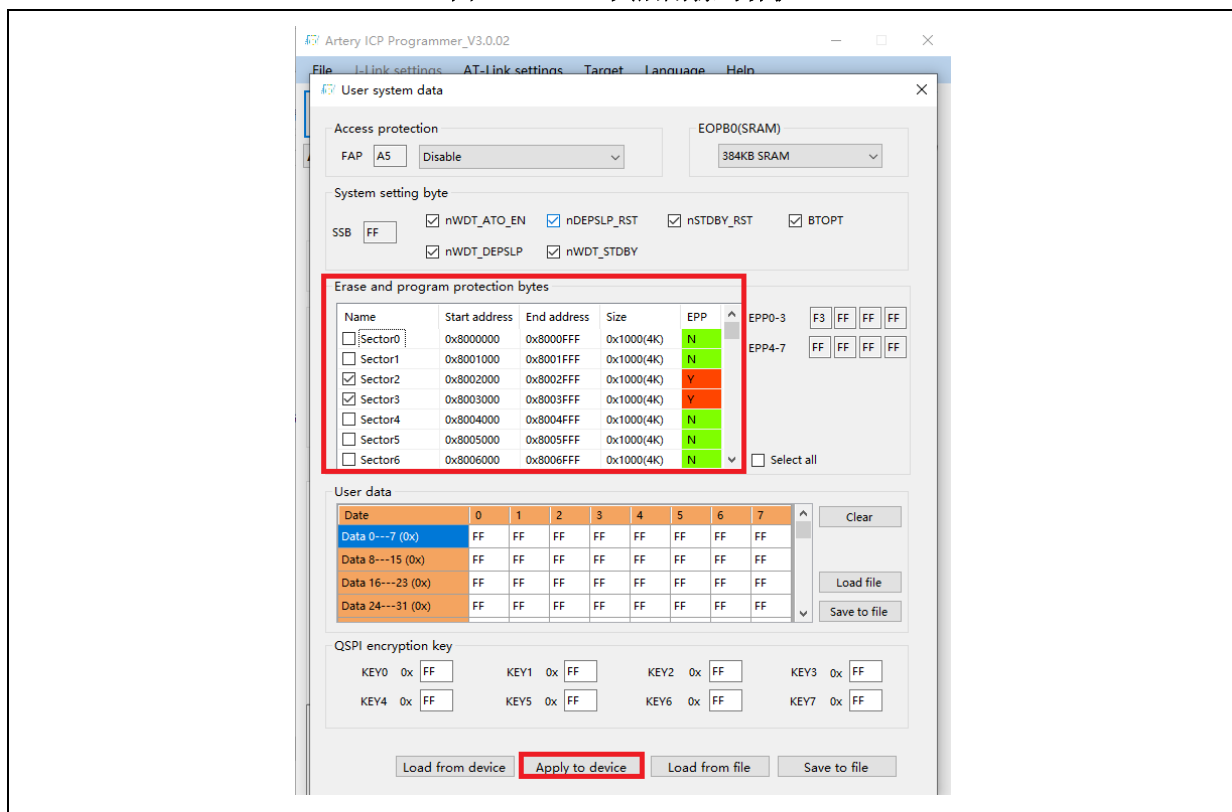 Artery ICP Programmer_V3.0.02
File J-Link settings AT-Link settings Target Language Help
User system data
Access protection
FAP A5 Disable
EOPB0(SRAM)
384KB SRAM
System setting byte
SSB FF
nWDT_ATO_EN nDEPSLP_RST nSTDBY_RST BTOPT
nWDT_DEPSLP nWDT_STDBY
Erase and program protection bytes
Name Start address End address Size EPP
Sector0 0x8000000 0x8000FFF 0x1000(4K) N
Sector1 0x8001000 0x8001FFF 0x1000(4K) N
Sector2 0x8002000 0x8002FFF 0x1000(4K) Y
Sector3 0x8003000 0x8003FFF 0x1000(4K) Y
Sector4 0x8004000 0x8004FFF 0x1000(4K) N
Sector5 0x8005000 0x8005FFF 0x1000(4K) N
Sector6 0x8006000 0x8006FFF 0x1000(4K) N
EPP0-3 F3 FF FF FF
EPP4-7 FF FF FF FF
Select all
User data
Date 0 1 2 3 4 5 6 7
Data 0---7 (0x) FF FF FF FF FF FF FF FF
Data 8---15 (0x) FF FF FF FF FF FF FF FF
Data 16---23 (0x) FF FF FF FF FF FF FF FF
Data 24---31 (0x) FF FF FF FF FF FF FF FF
Clear
Load file
Save to file
QSPI encryption key
KEY0 0x FF KEY1 0x FF KEY2 0x FF KEY3 0x FF
KEY4 0x FF KEY5 0x FF KEY6 0x FF KEY7 0x FF
Load from device Apply to device Load from file Save to file